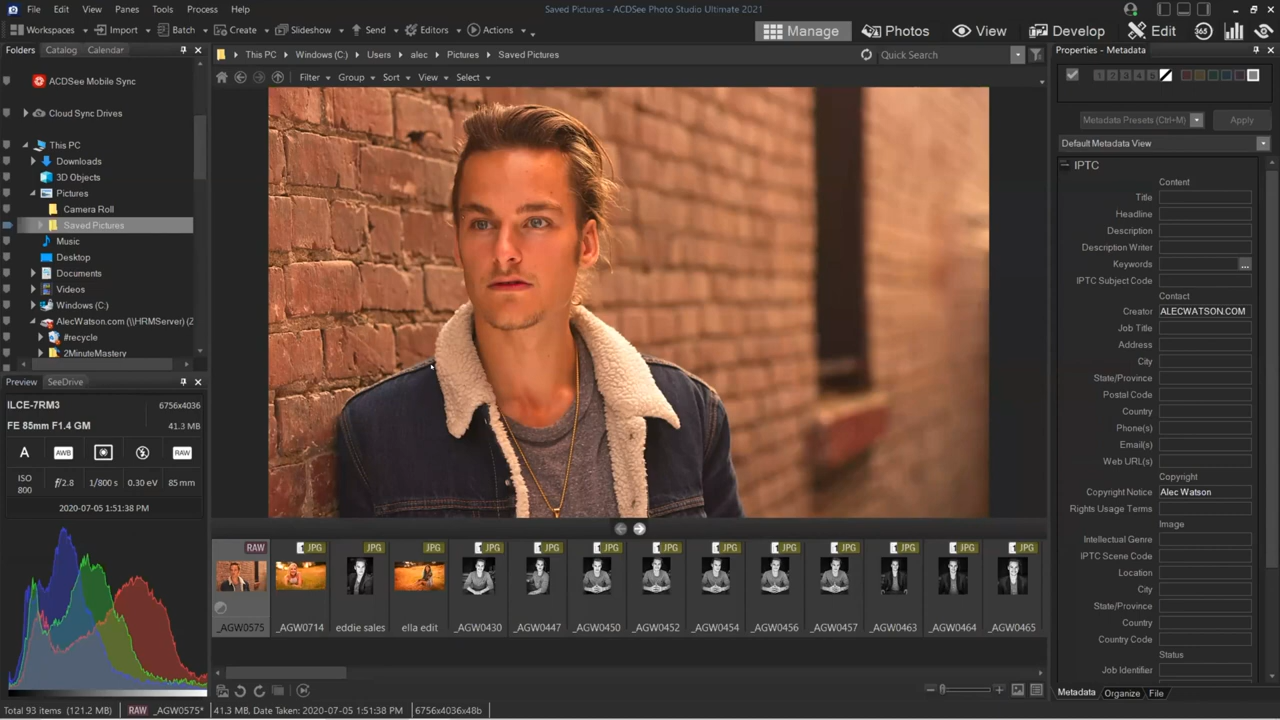 File Edit View Panes Tools Process Help
Saved Pictures - ACDSee Photo Studio Ultimate 2021
Workspaces Import Batch Create Slideshow Send Editors Actions
Manage Photos View Develop Edit 365
Folders Catalog Calendar
This PC Windows (C:) Users alec Pictures Saved Pictures
Quick Search
Filter Group Sort View Select
ACDSee Mobile Sync
Cloud Sync Drives
This PC
Downloads
3D Objects
Pictures
Camera Roll
Saved Pictures
Music
Desktop
Documents
Videos
Windows (C:)
AlecWatson.com (\\HRMServer) (Z
#recycle
2MinuteMastery
Preview SeeDrive
ILCE-7RM3 6756x4036
FE 85mm F1.4 GM 41.3 MB
A AWB RAW
ISO 800 f/2.8 1/800 s 0.30 eV 85 mm
2020-07-05 1:51:38 PM
RAW JPG JPG JPG JPG JPG JPG JPG JPG JPG JPG JPG JPG JPG
_AGW0575 _AGW0714 eddie sales ella edit _AGW0430 _AGW0447 _AGW0450 _AGW0452 _AGW0454 _AGW0456 _AGW0457 _AGW0463 _AGW0464 _AGW0465
Properties - Metadata
1 2 3 4 5
Metadata Presets (Ctrl+M) Apply
Default Metadata View
IPTC
Content
Title
Headline
Description
Description Writer
Keywords ...
IPTC Subject Code
Contact
Creator ALECWATSON.COM
Job Title
Address
City
State/Province
Postal Code
Country
Phone(s)
Email(s)
Web URL(s)
Copyright
Copyright Notice Alec Watson
Rights Usage Terms
Image
Intellectual Genre
IPTC Scene Code
Location
City
State/Province
Country
Country Code
Status
Job Identifier
Metadata Organize File
Total 93 items (121.2 MB) RAW _AGW0575* 41.3 MB, Date Taken: 2020-07-05 1:51:38 PM 6756x4036x48b